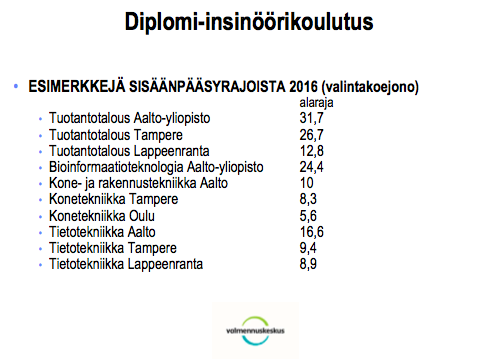 Diplomi-insinöörikoulutus
• ESIMERKKEJÄ SISÄÄNPÄÄSYRAJOISTA 2016 (valintakoejono)
alaraja
• Tuotantotalous Aalto-yliopisto 31,7
• Tuotantotalous Tampere 26,7
• Tuotantotalous Lappeenranta 12,8
• Bioinformaatioteknologia Aalto-yliopisto 24,4
• Kone- ja rakennustekniikka Aalto 10
• Konetekniikka Tampere 8,3
• Konetekniikka Oulu 5,6
• Tietotekniikka Aalto 16,6
• Tietotekniikka Tampere 9,4
• Tietotekniikka Lappeenranta 8,9
valmennuskeskus